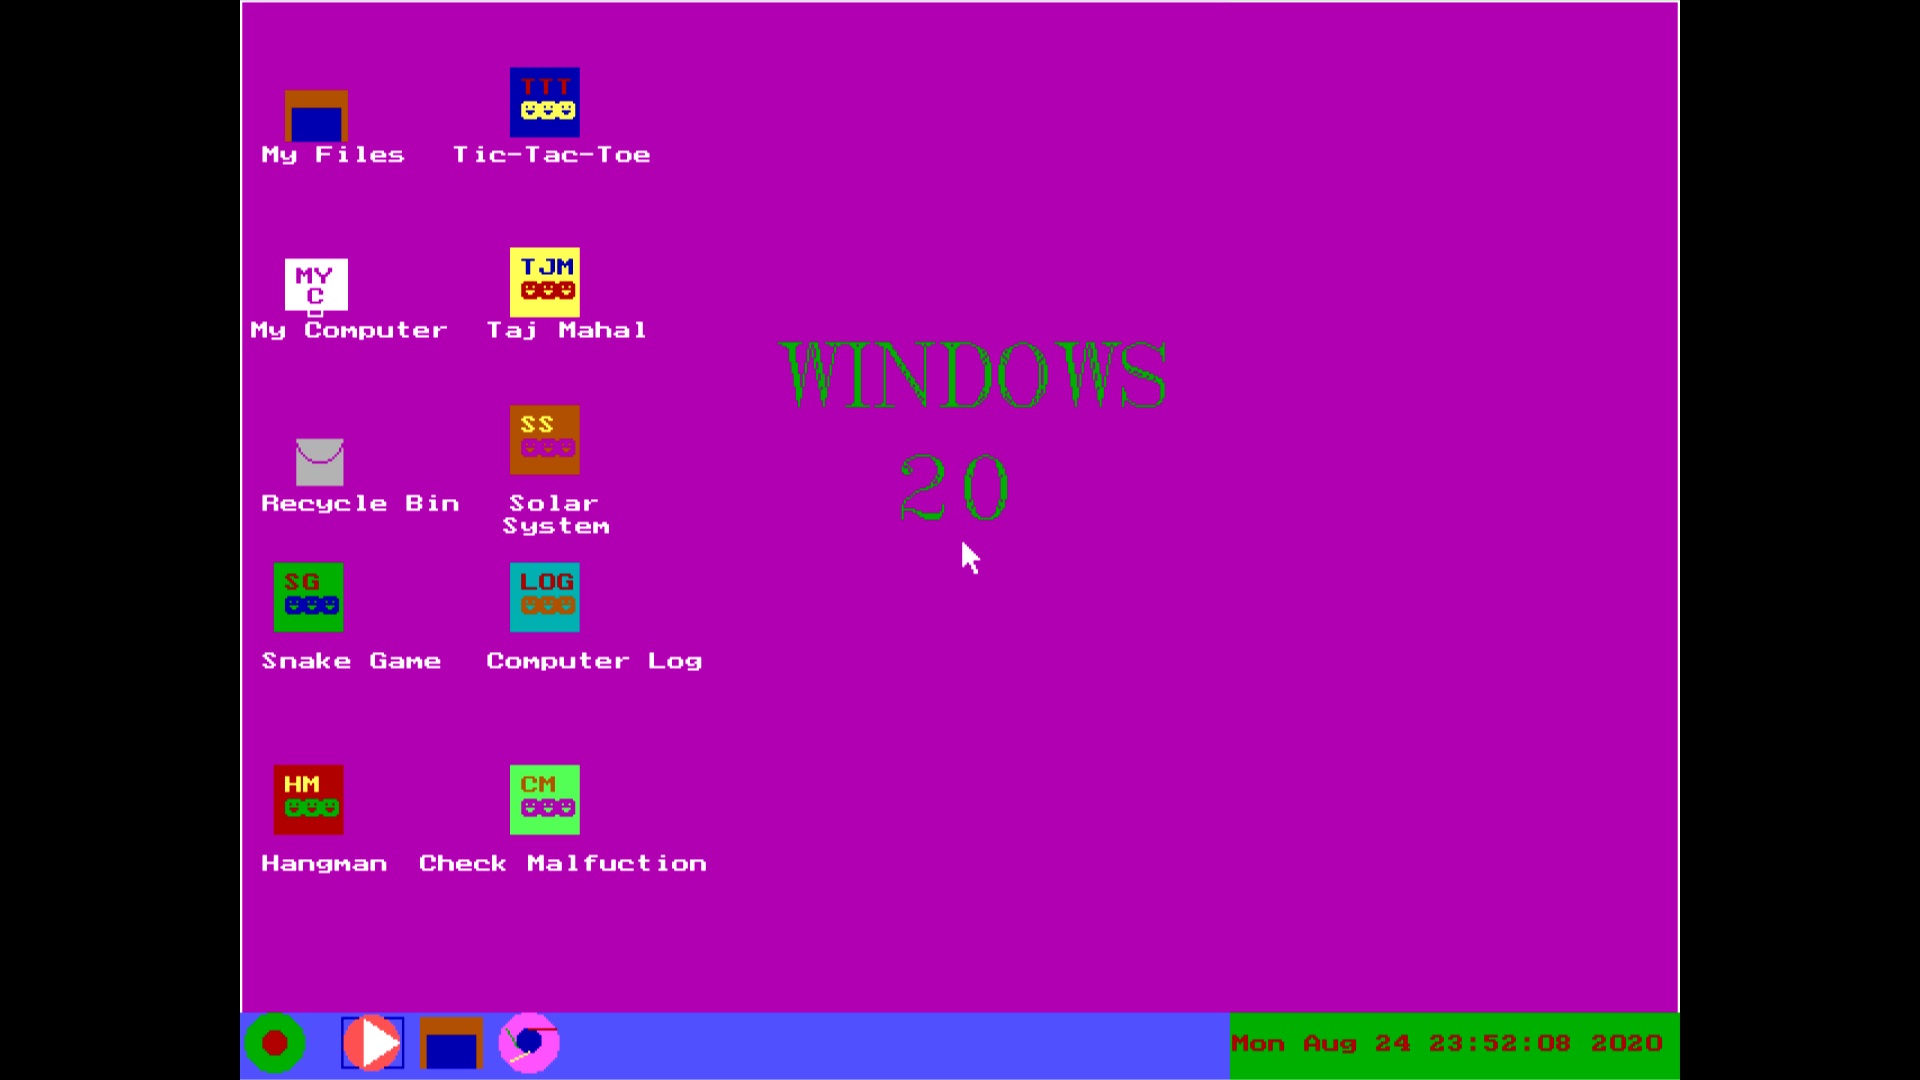 TTT
My Files
Tic-Tac-Toe
MY
C
TJM
My Computer
Taj Mahal
WINDOWS
20
SS
Recycle Bin
Solar
System
SG
LOG
Snake Game
Computer Log
HM
CM
Hangman
Check Malfuction
Mon Aug 24 23:52:08 2020